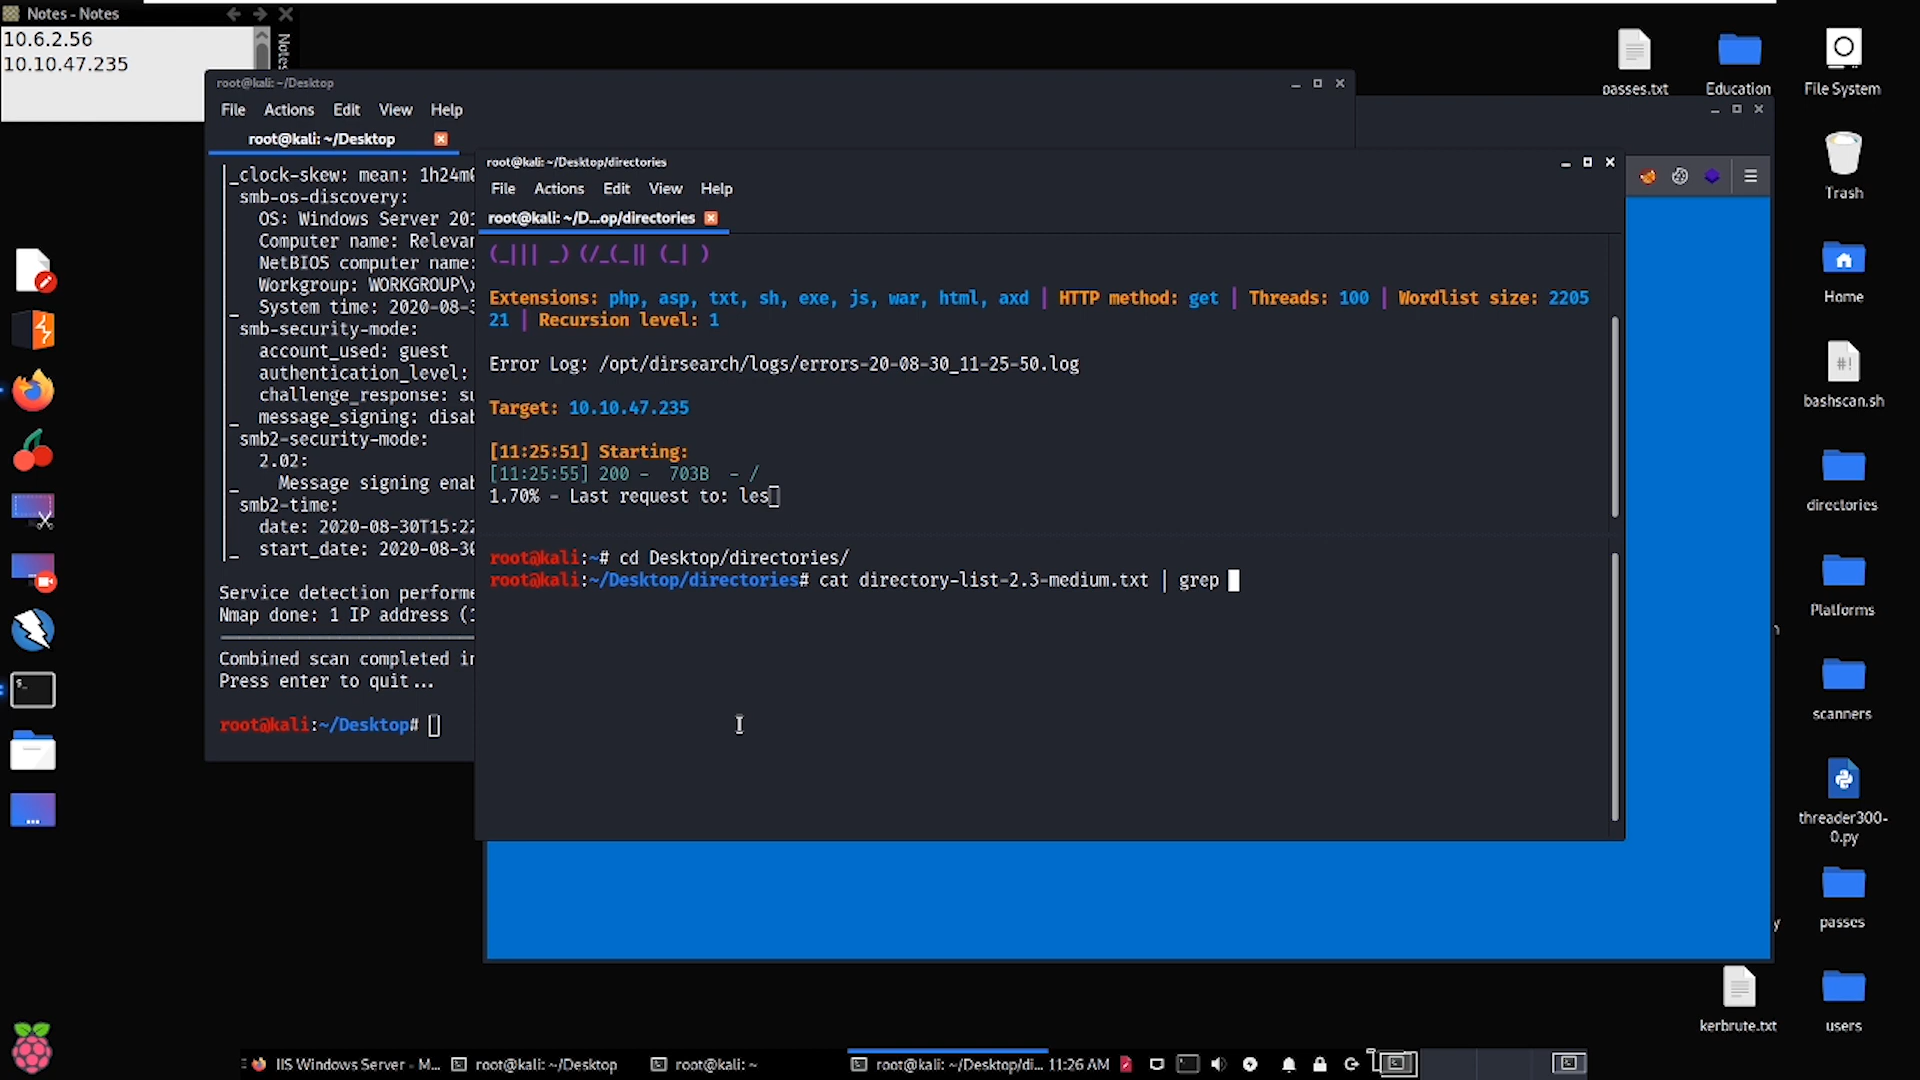 Notes - Notes
10.6.2.56
10.10.47.235
Notes
root@kali: ~/Desktop
File Actions Edit View Help
root@kali: ~/Desktop
_clock-skew: mean: 1h24m
smb-os-discovery:
OS: Windows Server 201
Computer name: Relevan
NetBIOS computer name:
Workgroup: WORKGROUP\x
System time: 2020-08-3
smb-security-mode:
account_used: guest
authentication_level:
challenge_response: su
message_signing: disab
smb2-security-mode:
2.02:
Message signing enab
smb2-time:
date: 2020-08-30T15:22
start_date: 2020-08-30
Service detection performe
Nmap done: 1 IP address (1
Combined scan completed in
Press enter to quit...
root@kali:~/Desktop#
root@kali: ~/Desktop/directories
File Actions Edit View Help
root@kali: ~/D...op/directories
(_||| _) (/_(_|| (_| )
Extensions: php, asp, txt, sh, exe, js, war, html, axd | HTTP method: get | Threads: 100 | Wordlist size: 2205
21 | Recursion level: 1
Error Log: /opt/dirsearch/logs/errors-20-08-30_11-25-50.log
Target: 10.10.47.235
[11:25:51] Starting:
[11:25:55] 200 - 703B - /
1.70% - Last request to: les
root@kali:~# cd Desktop/directories/
root@kali:~/Desktop/directories# cat directory-list-2.3-medium.txt | grep
passes.txt
Education
File System
Trash
Home
#!
bashscan.sh
directories
Platforms
scanners
threader300-
0.py
passes
kerbrute.txt
users
IIS Windows Server - M...
root@kali: ~/Desktop
root@kali: ~
root@kali: ~/Desktop/di...
11:26 AM